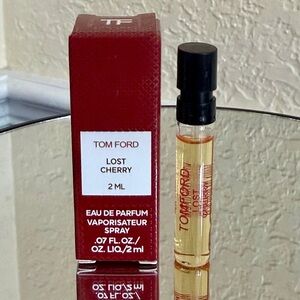 TF
TOM FORD
LOST
CHERRY
2 ML
EAU DE PARFUM
VAPORISATEUR
SPRAY
.07 FL.OZ./
OZ. LIQ./2 ml
TOM FORD
LOST